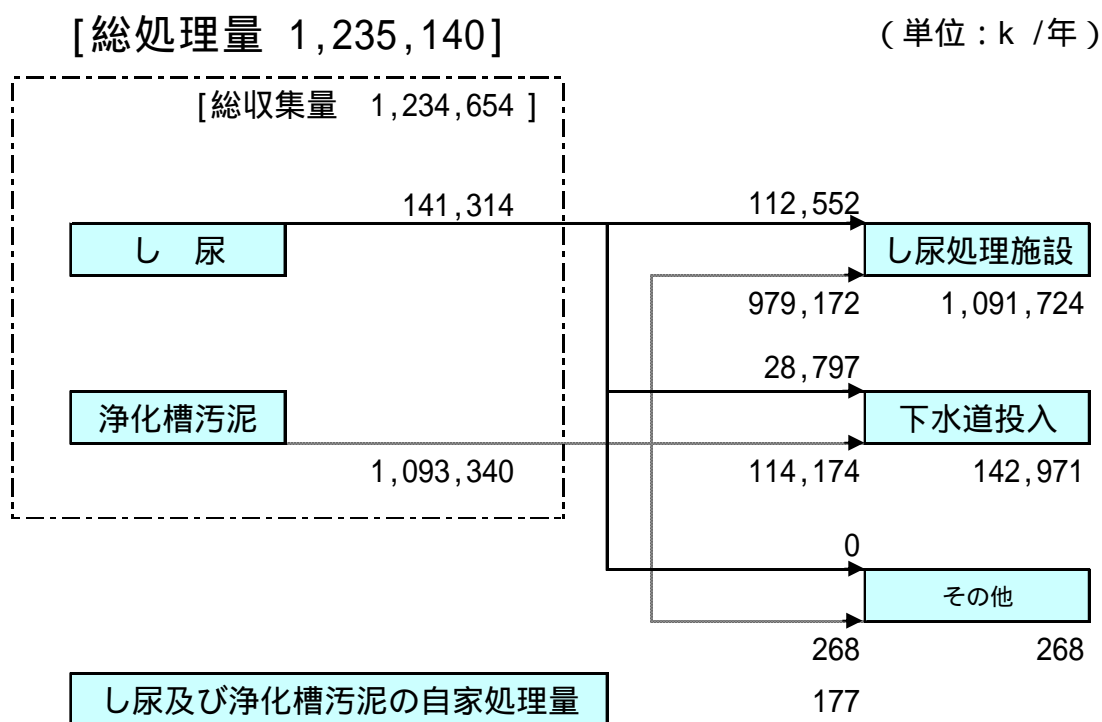 [総処理量 1,235,140]
(単位:k /年)
[総収集量 1,234,654 ]
141,314
112,552
し 尿
し尿処理施設
979,172
1,091,724
28,797
浄化槽汚泥
下水道投入
1,093,340
114,174
142,971
0
その他
268
268
し尿及び浄化槽汚泥の自家処理量
177